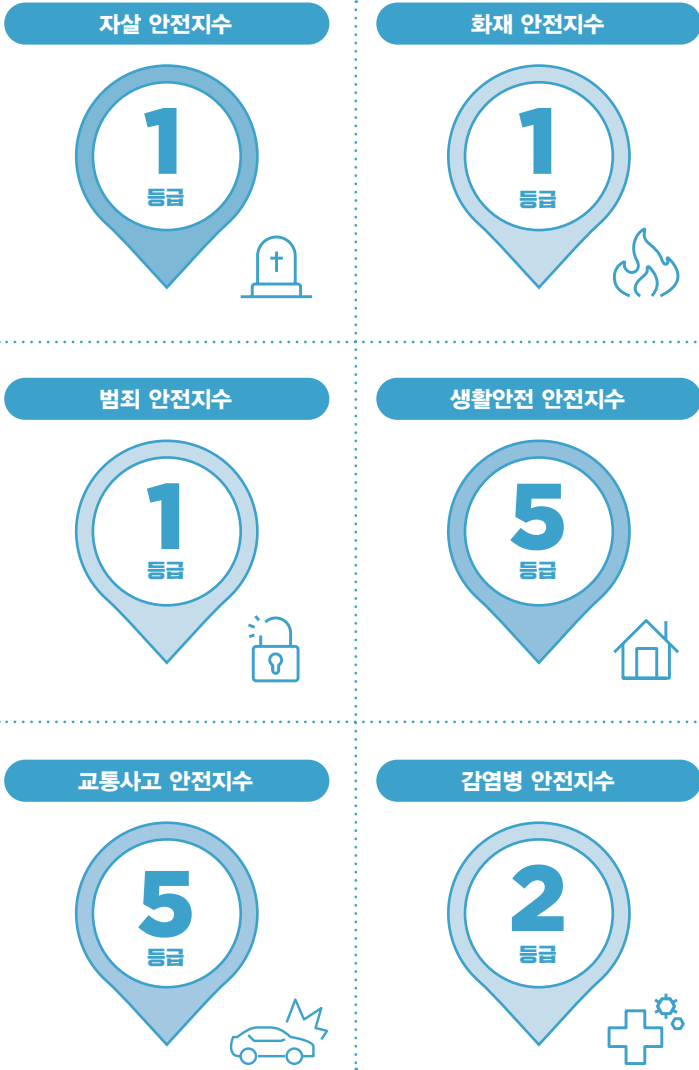 자살 안전지수
1
등급
화재 안전지수
1
등급
범죄 안전지수
1
등급
생활안전 안전지수
5
등급
교통사고 안전지수
5
등급
감염병 안전지수
2
등급